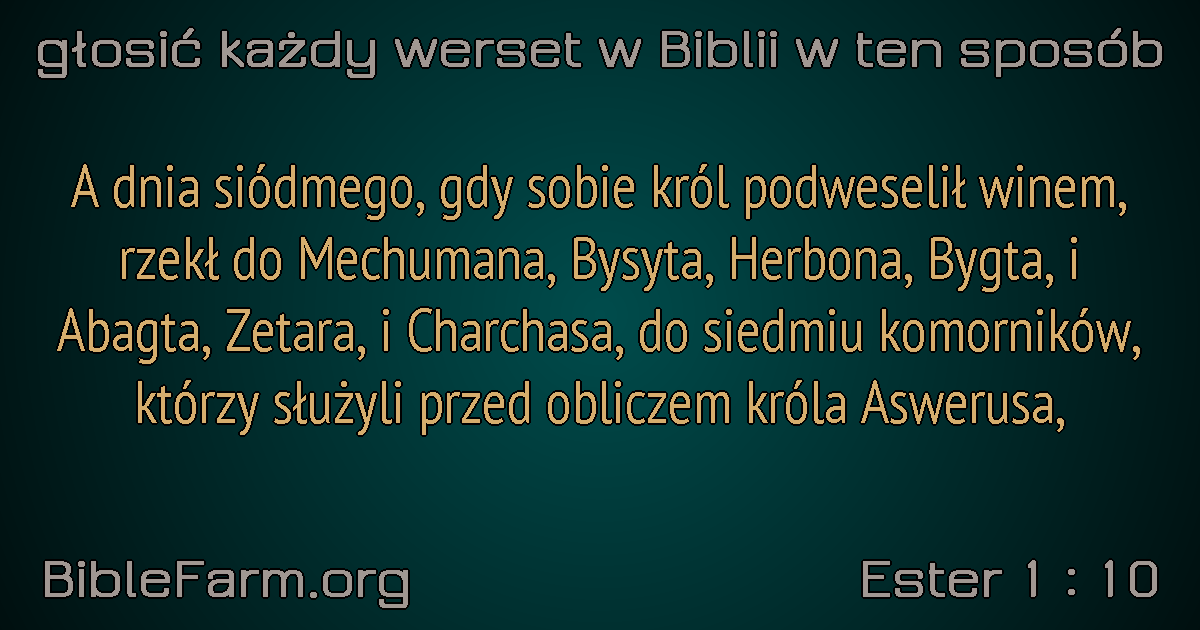 głosić każdy werset w Biblii w ten sposób
A dnia siódmego, gdy sobie król podweselił winem,
rzekł do Mechumana, Bysyta, Herbona, Bygta, i
Abagta, Zetara, i Charchasa, do siedmiu komorników,
którzy służyli przed obliczem króla Aswerusa,
BibleFarm.org
Ester 1 : 10